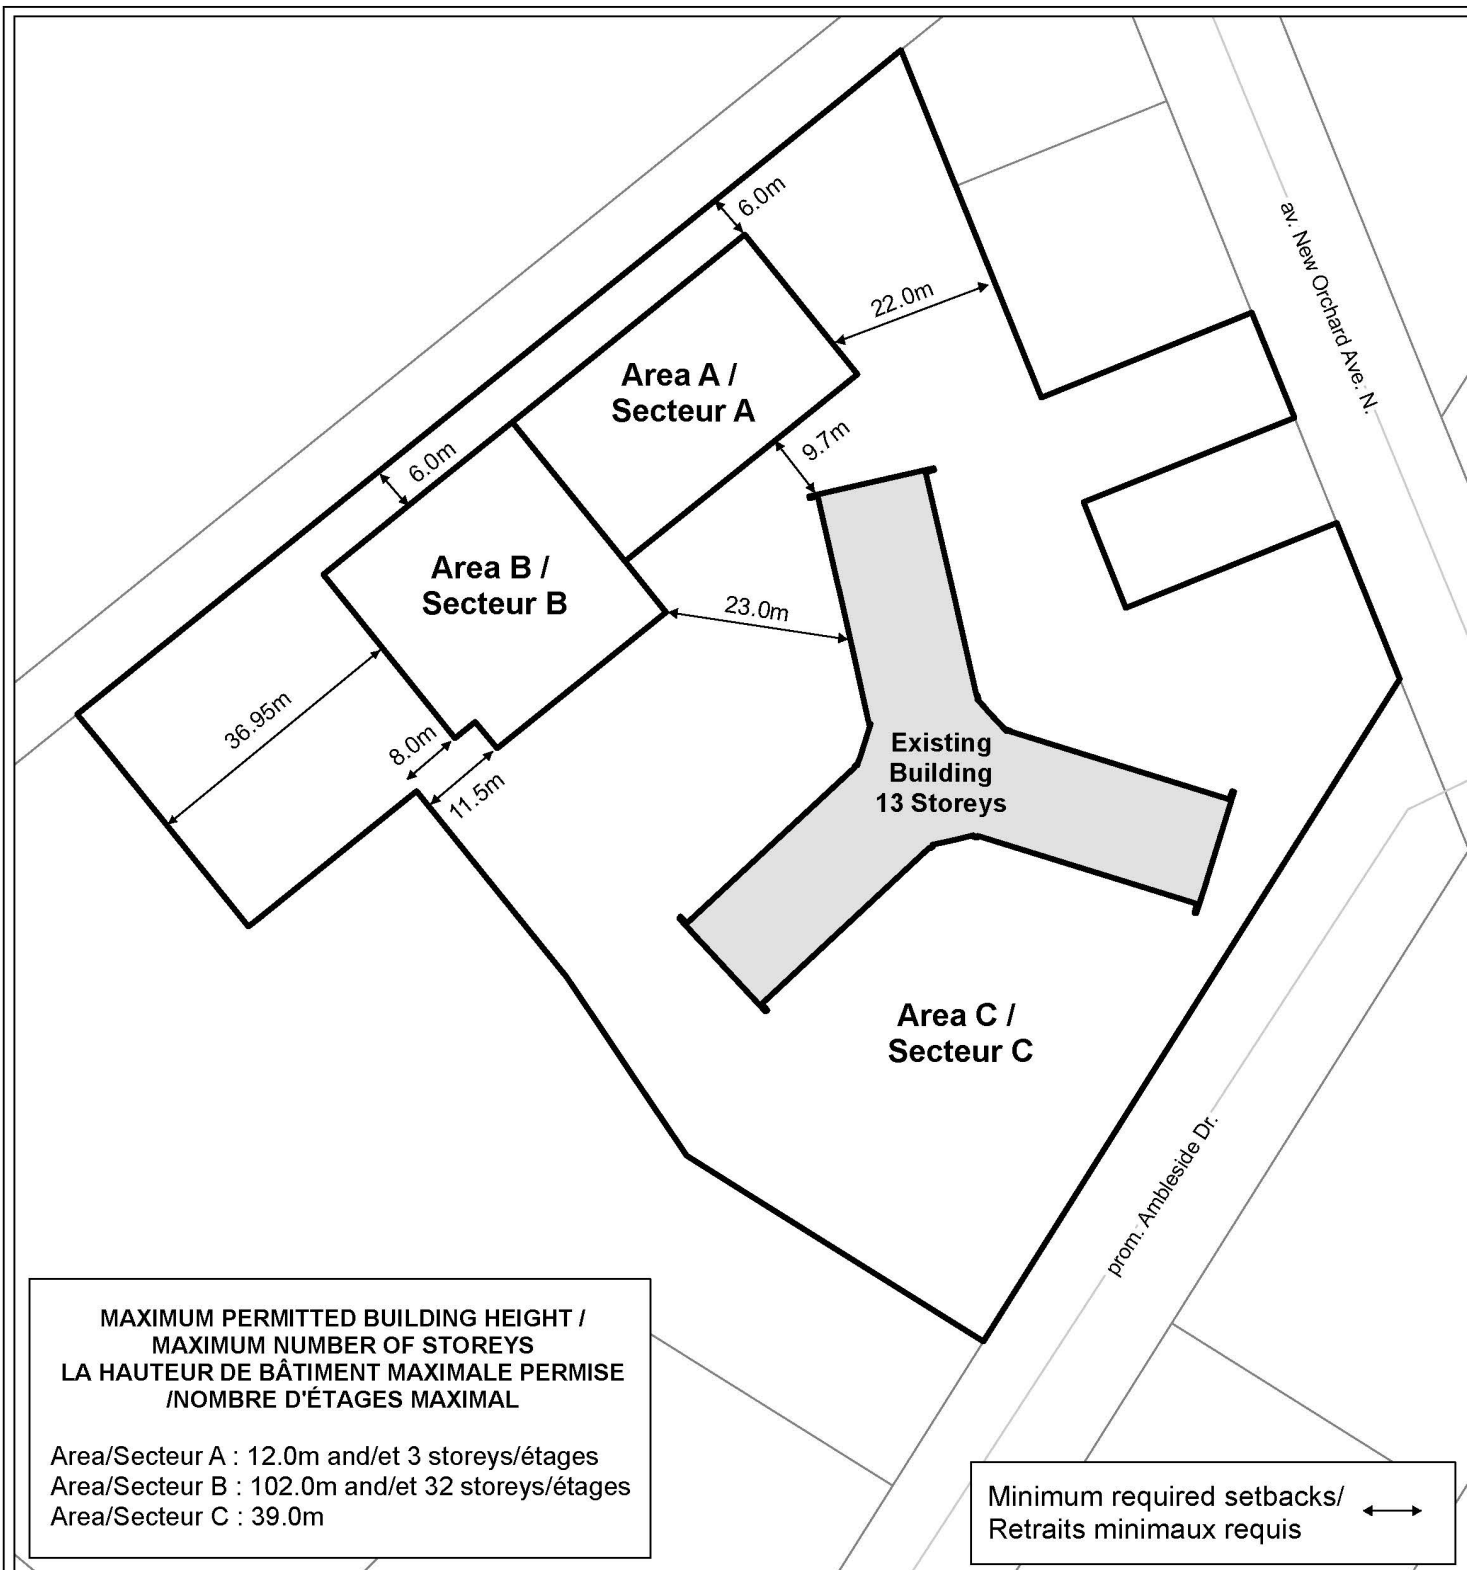 6.0m
av. New Orchard Ave. N.
22.0m
Area A /
Secteur A
9.7m
6.0m
Area B /
Secteur B
23.0m
36.95m
8.0m
11.5m
Existing
Building
13 Storeys
Area C /
Secteur C
prom. Ambleside Dr.
MAXIMUM PERMITTED BUILDING HEIGHT /
MAXIMUM NUMBER OF STOREYS
LA HAUTEUR DE BÂTIMENT MAXIMALE PERMISE
/NOMBRE D'ÉTAGES MAXIMAL
Area/Secteur A : 12.0m and/et 3 storeys/étages
Area/Secteur B : 102.0m and/et 32 storeys/étages
Area/Secteur C : 39.0m
Minimum required setbacks/
Retraits minimaux requis